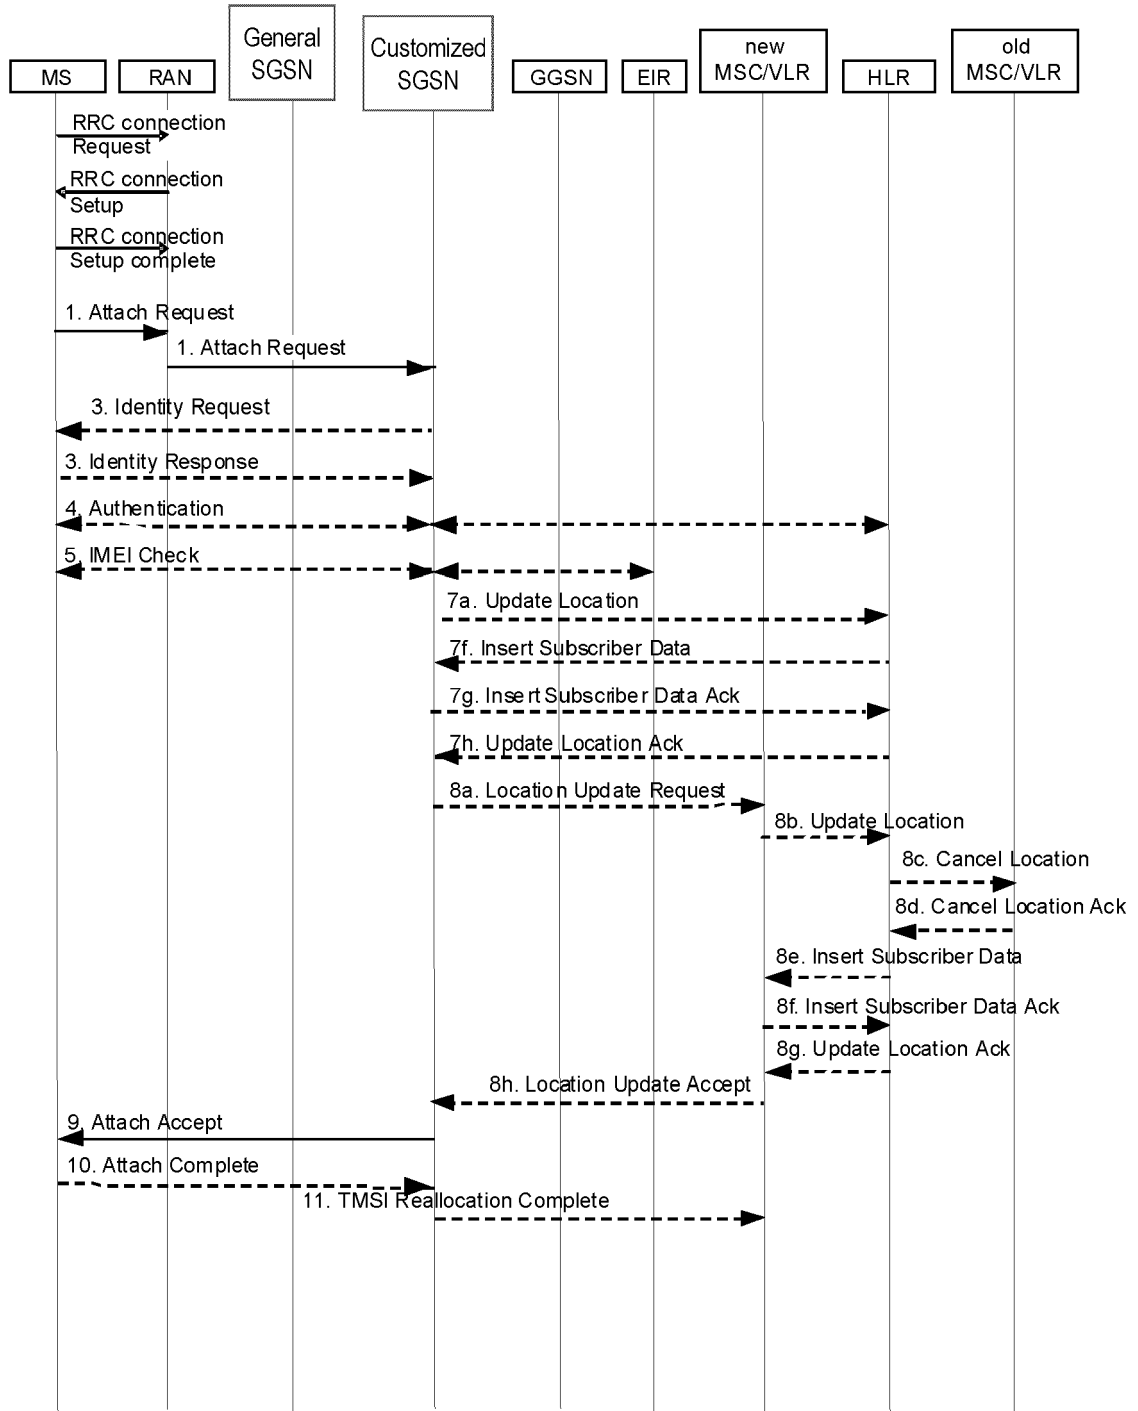 General
SGSN
Customized
SGSN
new
MSC/VLR
old
MSC/VLR
MS
RAN
GGSN
EIR
HLR
RRC connection
Request
RRC connection
Setup
RRC connection
Setup complete
1. Attach Request
1. Attach Request
3. Identity Request
3. Identity Response
4. Authentication
5. IMEI Check
7a. Update Location
7f. Insert Subscriber Data
7g. Insert Subscriber Data Ack
7h. Update Location Ack
8a. Location Update Request
8b. Update Location
8c. Cancel Location
8d. Cancel Location Ack
8e. Insert Subscriber Data
8f. Insert Subscriber Data Ack
8g. Update Location Ack
8h. Location Update Accept
9. Attach Accept
10. Attach Complete
11. TMSI Reallocation Complete